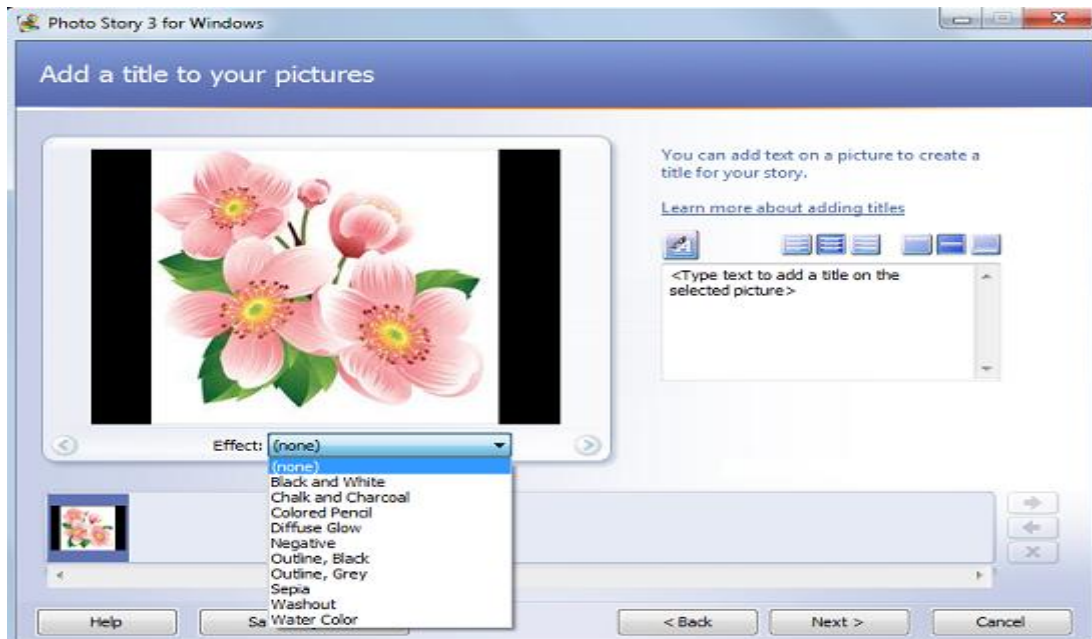 Photo Story 3 for Windows
Add a title to your pictures
You can add text on a picture to create a
title for your story.
Learn more about adding titles
<Type text to add a title on the
selected picture>
Effect: (none)
(none)
Black and White
Chalk and Charcoal
Colored Pencil
Diffuse Glow
Negative
Outline, Black
Outline, Grey
Sepia
Washout
Water Color
Help
Sa
< Back
Next >
Cancel